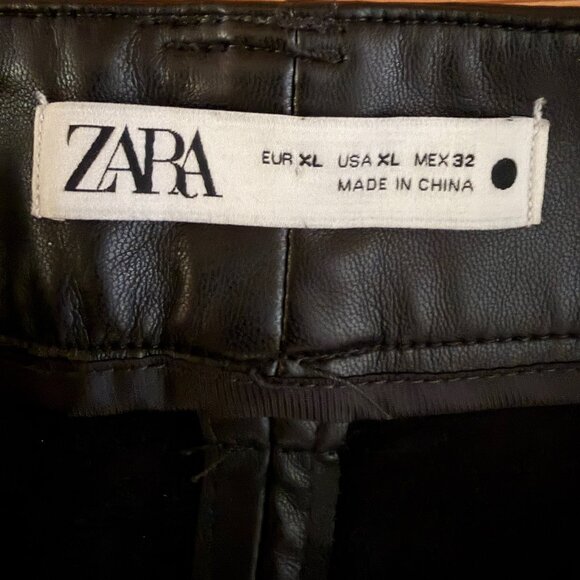 ZARA
EUR XL USA XL MEX 32
MADE IN CHINA